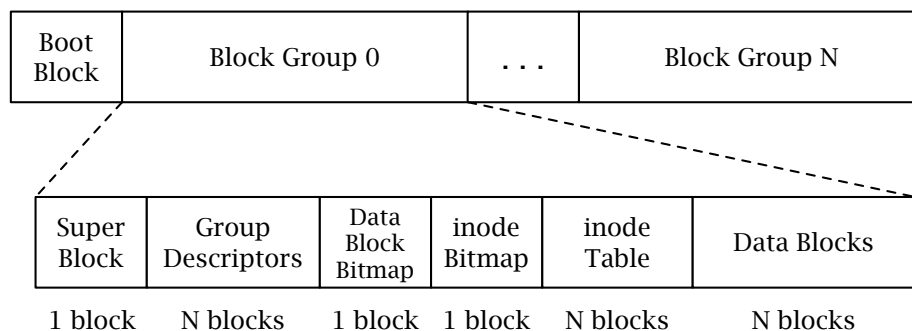 Boot
Block
Block Group 0
. . .
Block Group N
Super
Block
Group
Descriptors
Data
Block
Bitmap
inode
Bitmap
inode
Table
Data Blocks
1 block
N blocks
1 block
1 block
N blocks
N blocks